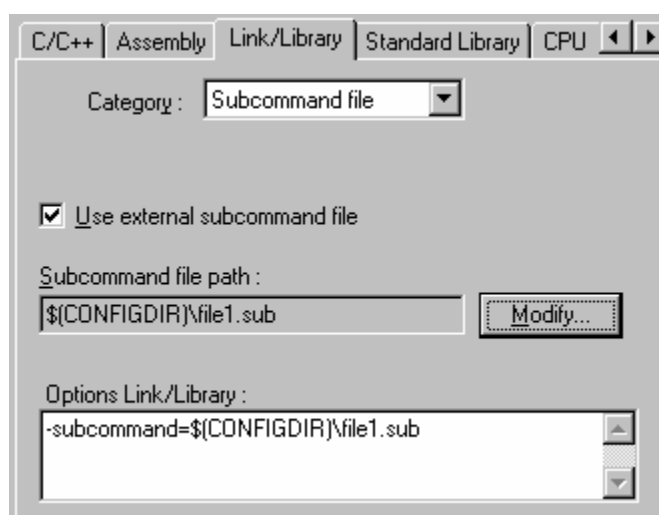 C/C++ Assembly Link/Library Standard Library CPU
Category : Subcommand file
Use external subcommand file
Subcommand file path :
$(CONFIGDIR)\file1.sub Modify...
Options Link/Library :
-subcommand=$(CONFIGDIR)\file1.sub